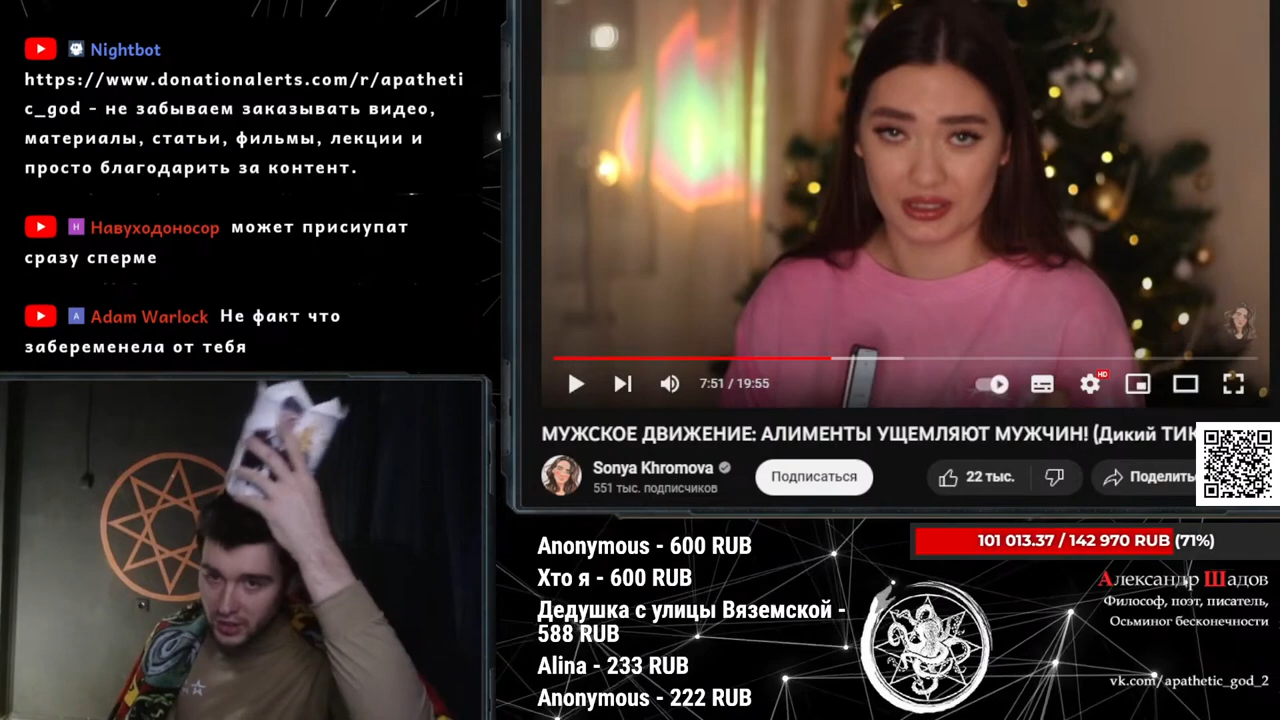 Nightbot
https://www.donationalerts.com/r/apatheti
c_god - не забываем заказывать видео,
материалы, статьи, фильмы, лекции и
просто благодарить за контент.
Н Навуходоносор может присиупат
сразу сперме
A Adam Warlock Не факт что
забеременела от тебя
7:51 / 19:55
HD
МУЖСКОЕ ДВИЖЕНИЕ: АЛИМЕНТЫ УЩЕМЛЯЮТ МУЖЧИН! (Дикий ТИК
Sonya Khromova
551 тыс. подписчиков
Подписаться
22 тыс.
Поделить
Anonymous - 600 RUB
Хто я - 600 RUB
Дедушка с улицы Вяземской -
588 RUB
Alina - 233 RUB
Anonymous - 222 RUB
101 013.37 / 142 970 RUB (71%)
Александр Шадов
Философ, поэт, писатель,
Осьминог бесконечности
vk.com/apathetic_god_2